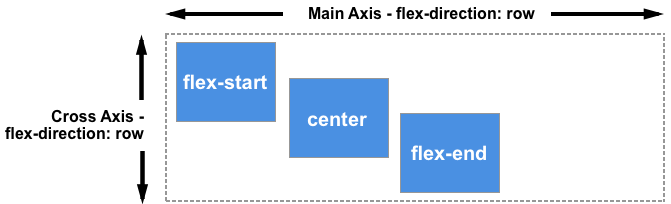 Main Axis - flex-direction: row
Cross Axis -
flex-direction: row
flex-start
center
flex-end